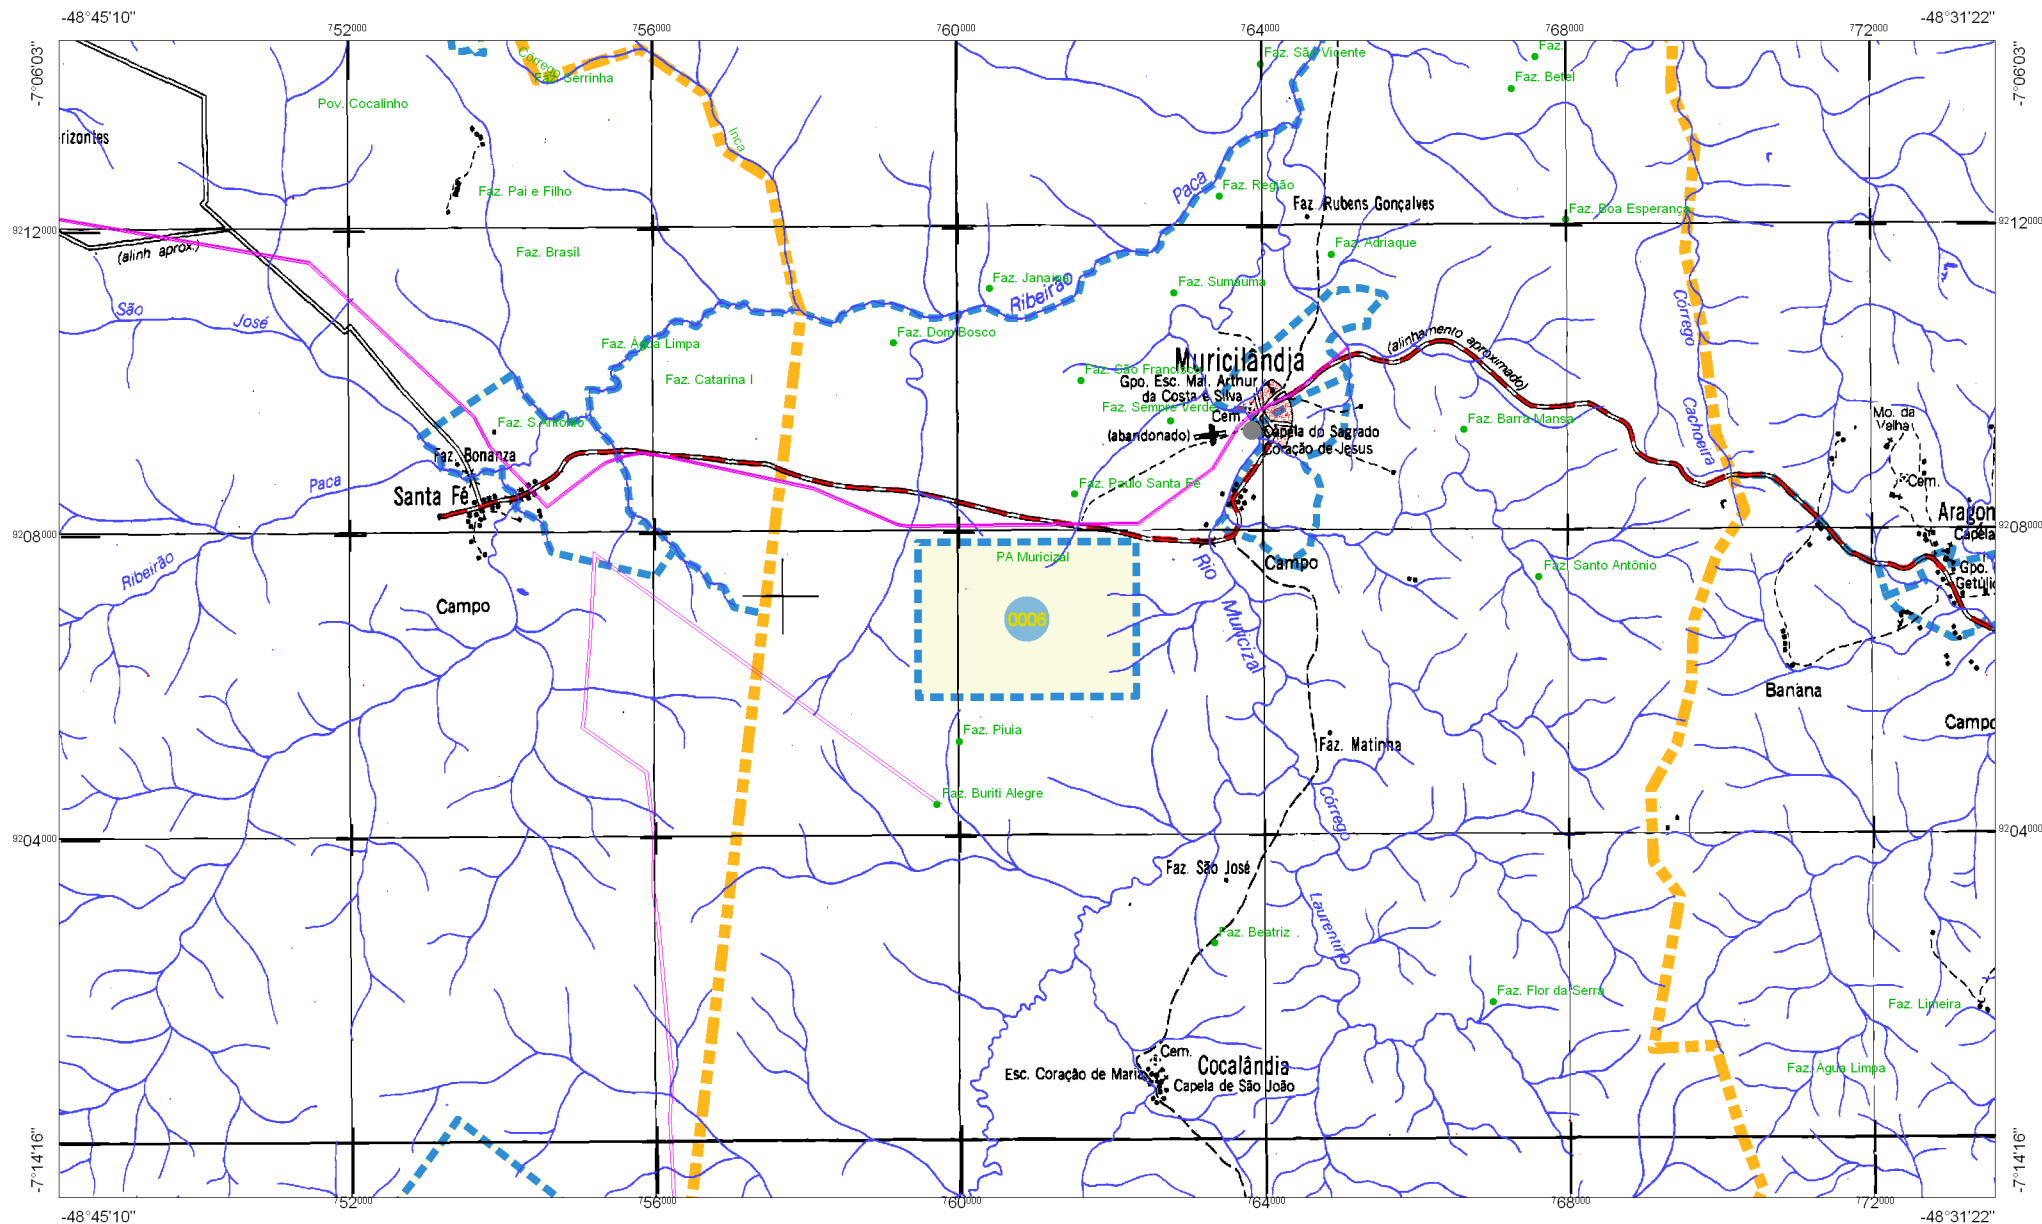 -48°45'10"
752000
756000
760000
764000
768000
772000
-48°31'22"
-7°06'03"
-7°06'03"
Córrego
Faz. Serrinha
Faz. São Vicente
Faz.
Faz. Betel
Pov. Cocalinho
rizontes
Inca
Faz. Pai e Filho
Paca
Faz. Região
Faz. Rubens Gonçalves
Faz. Boa Esperança
9212000
9212000
(alinh aprox.)
Faz. Brasil
Faz. Adriaque
Faz. Janaina
Ribeirão
Faz. Sumaúma
São
José
Córrego
Faz. Água Limpa
Faz. Dom Bosco
(alinhamento aproximado)
Muricilândia
Faz. Catarina I
Faz. São Francisco
Gpo. Esc. Mal. Arthur
da Costa e Silva
Faz. Sempre Verde
Cem.
Faz. S.Antônio
(abandonado)
Capela do Sagrado
Coração de Jesus
Faz. Barra Mansa
Cachoeira
Mo. da
Velha
Faz. Bonanza
Paca
Santa Fé
Faz. Paulo Santa Fé
Cem.
Aragon
Capela
9208000
9208000
Ribeirão
PA Muricizal
Rio
Campo
Faz. Santo Antônio
Gpo.
Getúlio
Campo
0006
Muricizal
Banana
Campo
Faz. Piuia
Faz. Matinha
Faz. Buriti Alegre
Córrego
9204000
9204000
Faz. São José
Laurentino
Faz. Beatriz
Faz. Flor da Serra
Faz. Limeira
Cem.
Cocalândia
Esc. Coração de Maria
Capela de São João
Faz. Água Limpa
-7°14'16"
-7°14'16"
752000
756000
760000
764000
768000
772000
-48°45'10"
-48°31'22"